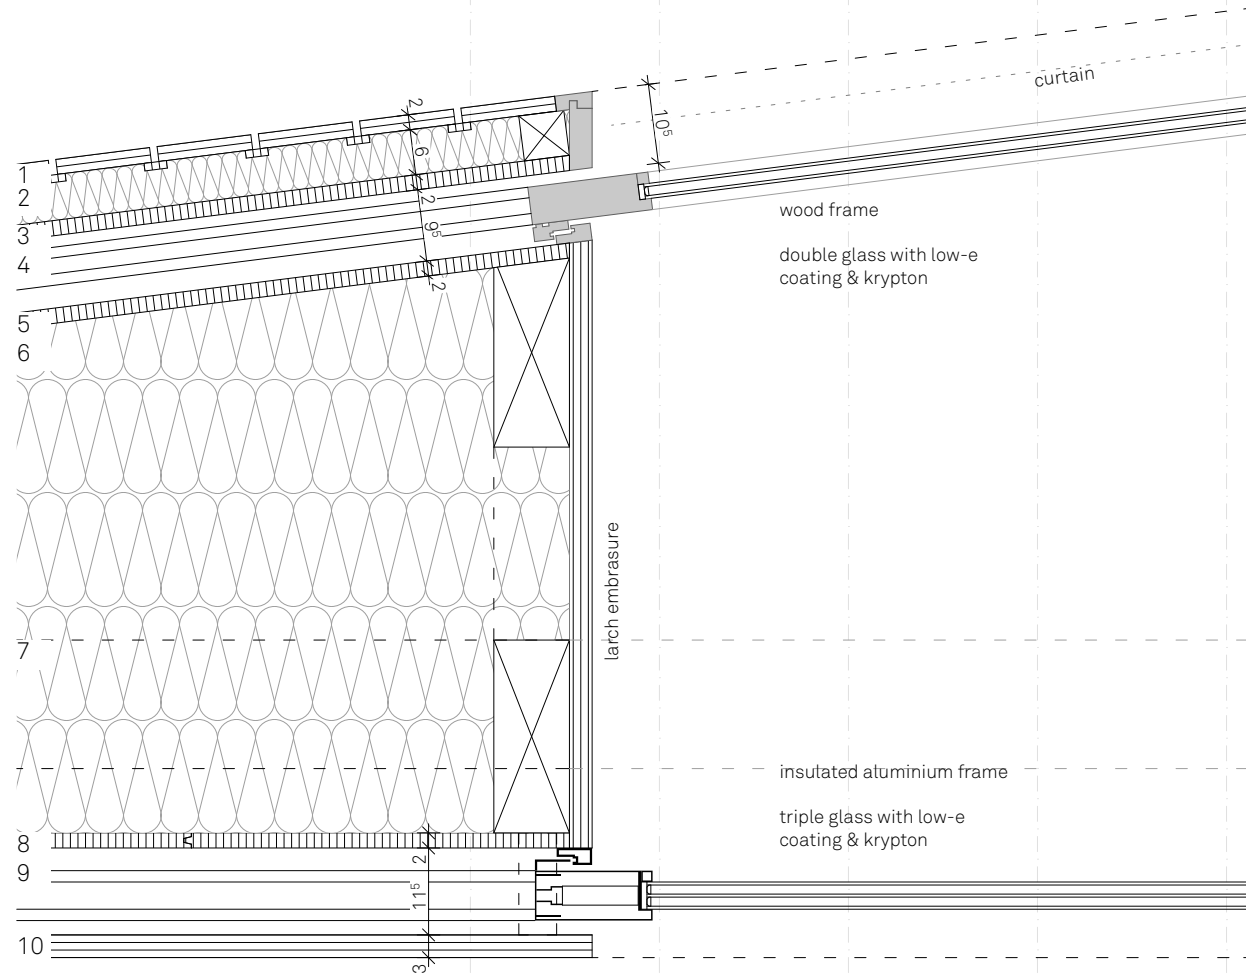 curtain
2
10⁵
1
6
2
2
3
9⁵
4
2
5
6
wood frame
double glass with low-e
coating & krypton
larch embrasure
7
insulated aluminium frame
triple glass with low-e
coating & krypton
8
2
9
11⁵
10
3